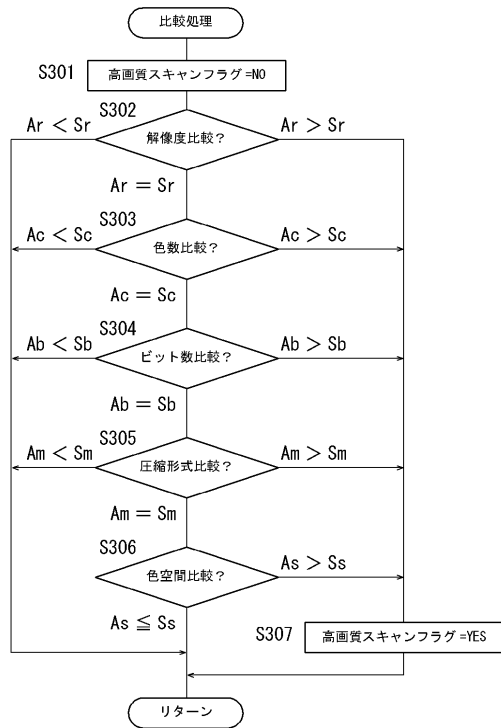 比較処理
S301
高画質スキャンフラグ=NO
S302
Ar < Sr
解像度比較?
Ar > Sr
Ar = Sr
S303
Ac < Sc
色数比較?
Ac > Sc
Ac = Sc
S304
Ab < Sb
ビット数比較?
Ab > Sb
Ab = Sb
S305
Am < Sm
圧縮形式比較?
Am > Sm
Am = Sm
S306
色空間比較?
As > Ss
As ≦ Ss
S307
高画質スキャンフラグ=YES
リターン